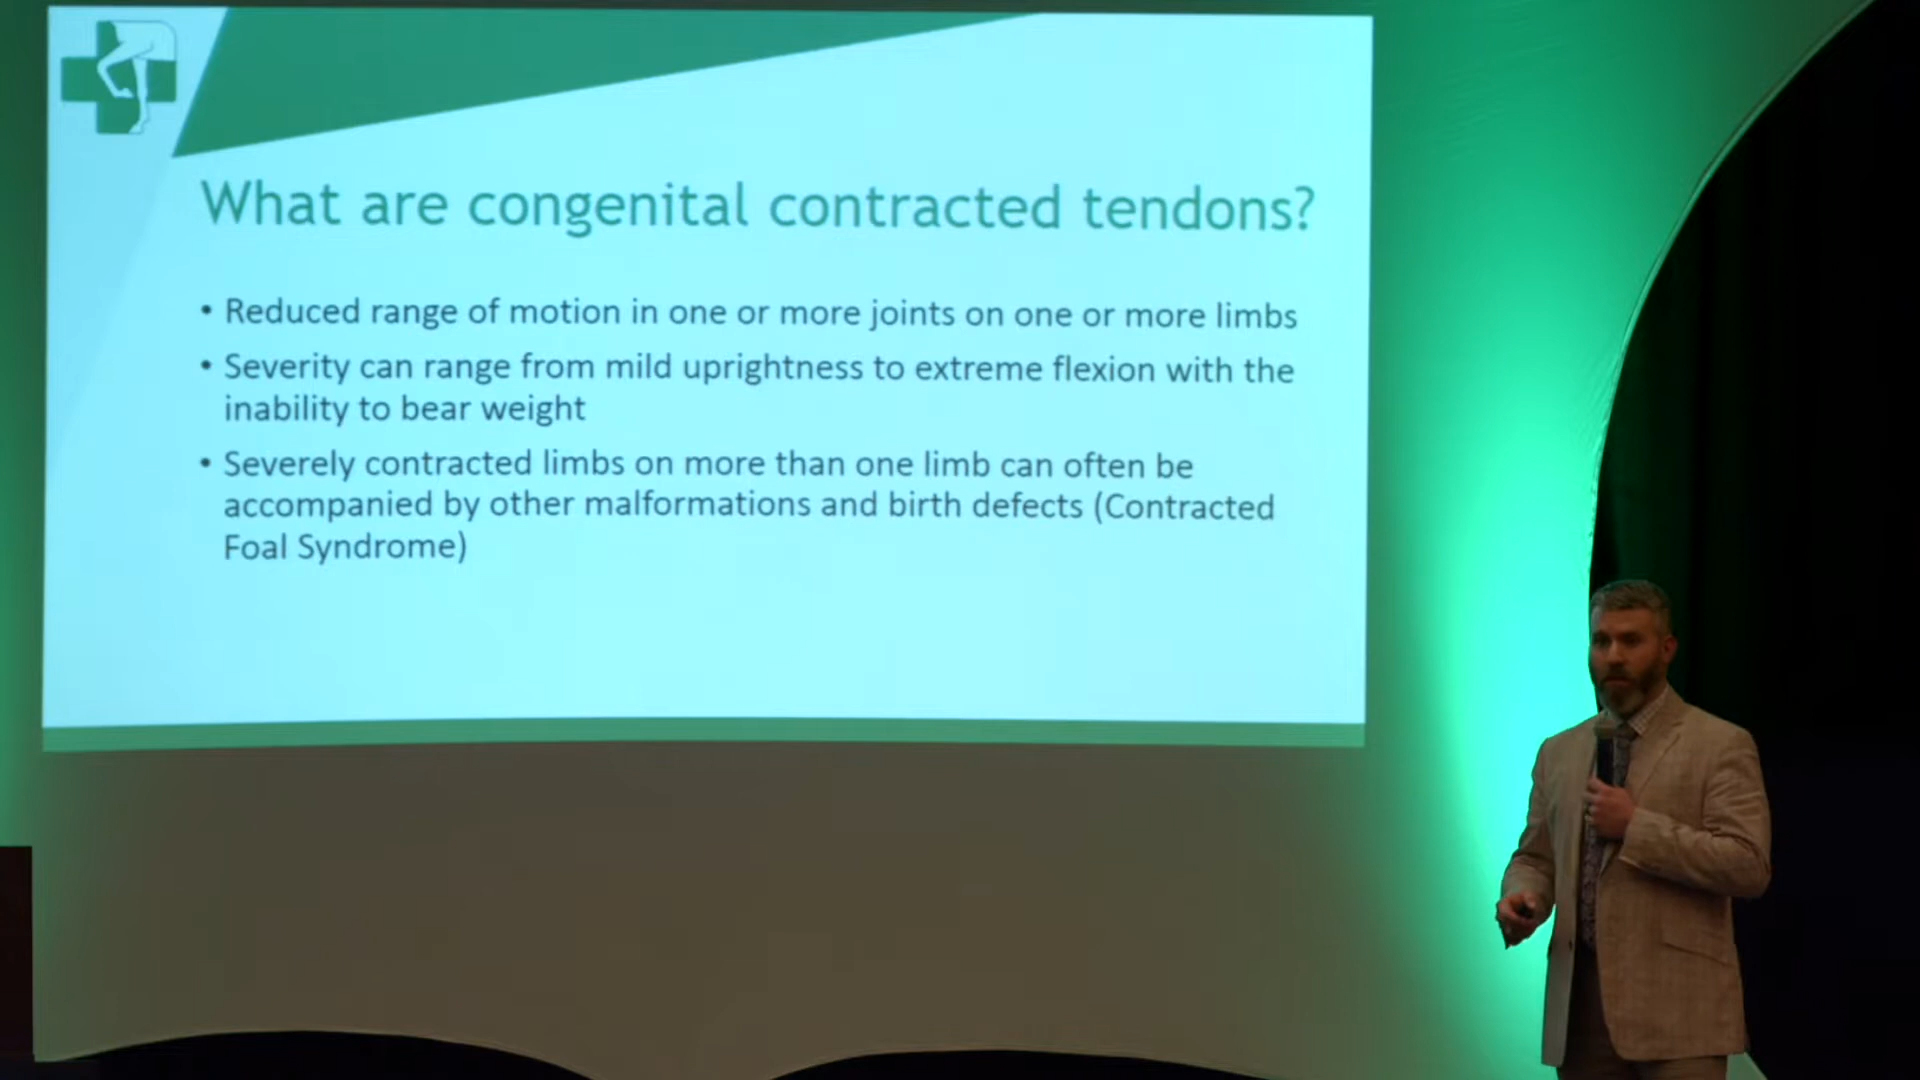 What are congenital contracted tendons?
• Reduced range of motion in one or more joints on one or more limbs
• Severity can range from mild uprightness to extreme flexion with the
inability to bear weight
• Severely contracted limbs on more than one limb can often be
accompanied by other malformations and birth defects (Contracted
Foal Syndrome)